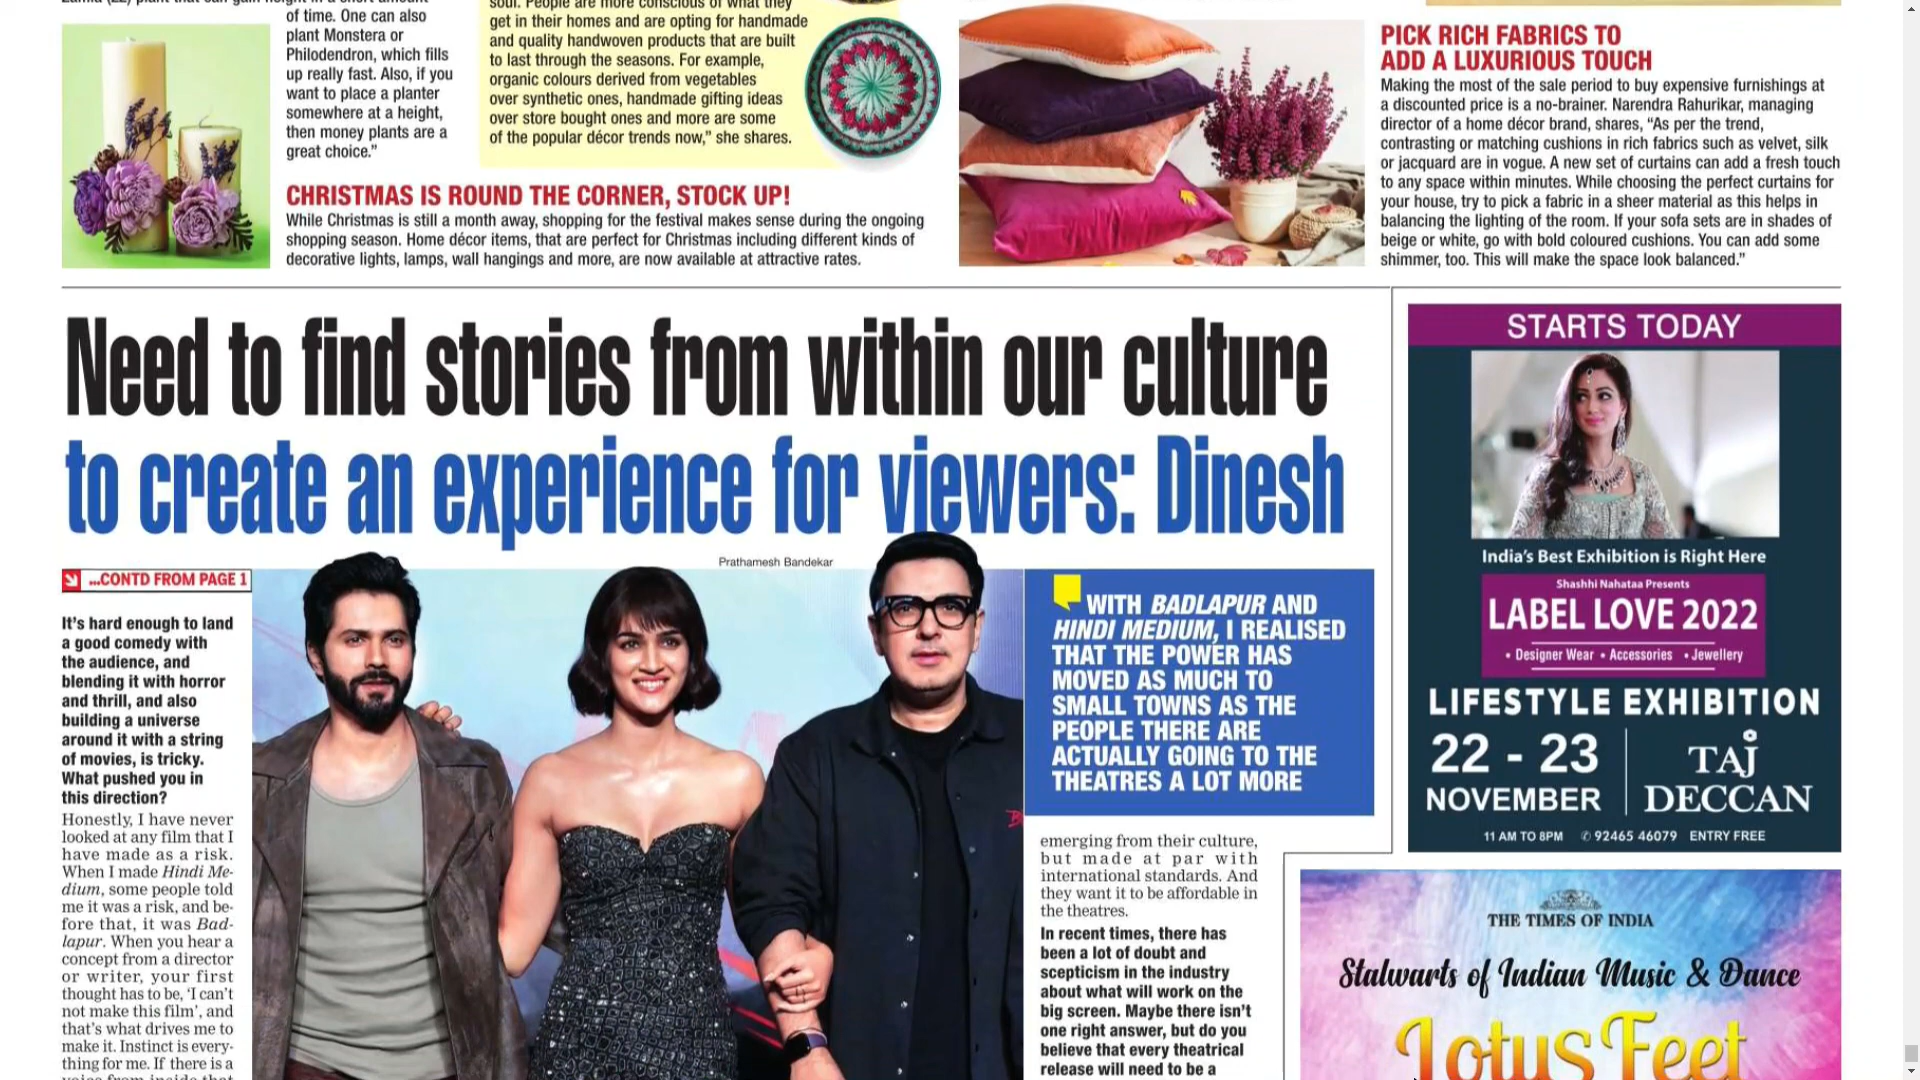 of time. One can also
plant Monstera or
Philodendron, which fills
up really fast. Also, if you
want to place a planter
somewhere at a height,
then money plants are a
great choice.”
soul. People are more conscious of what they
get in their homes and are opting for handmade
and quality handwoven products that are built
to last through the seasons. For example,
organic colours derived from vegetables
over synthetic ones, handmade gifting ideas
over store bought ones and more are some
of the popular décor trends now,” she shares.
CHRISTMAS IS ROUND THE CORNER, STOCK UP!
While Christmas is still a month away, shopping for the festival makes sense during the ongoing
shopping season. Home décor items, that are perfect for Christmas including different kinds of
decorative lights, lamps, wall hangings and more, are now available at attractive rates.
PICK RICH FABRICS TO
ADD A LUXURIOUS TOUCH
Making the most of the sale period to buy expensive furnishings at
a discounted price is a no-brainer. Narendra Rahurikar, managing
director of a home décor brand, shares, “As per the trend,
contrasting or matching cushions in rich fabrics such as velvet, silk
or jacquard are in vogue. A new set of curtains can add a fresh touch
to any space within minutes. While choosing the perfect curtains for
your house, try to pick a fabric in a sheer material as this helps in
balancing the lighting of the room. If your sofa sets are in shades of
beige or white, go with bold coloured cushions. You can add some
shimmer, too. This will make the space look balanced.”
Need to find stories from within our culture
to create an experience for viewers: Dinesh
Prathamesh Bandekar
...CONTD FROM PAGE 1
It’s hard enough to land
a good comedy with
the audience, and
blending it with horror
and thrill, and also
building a universe
around it with a string
of movies, is tricky.
What pushed you in
this direction?
Honestly, I have never
looked at any film that I
have made as a risk.
When I made Hindi Me-
dium, some people told
me it was a risk, and be-
fore that, it was Bad-
lapur. When you hear a
concept from a director
or writer, your first
thought has to be, ‘I can’t
not make this film’, and
that’s what drives me to
make it. Instinct is every-
thing for me. If there is a
voice from inside that
WITH BADLAPUR AND
HINDI MEDIUM, I REALISED
THAT THE POWER HAS
MOVED AS MUCH TO
SMALL TOWNS AS THE
PEOPLE THERE ARE
ACTUALLY GOING TO THE
THEATRES A LOT MORE
emerging from their culture,
but made at par with
international standards. And
they want it to be affordable in
the theatres.
In recent times, there has
been a lot of doubt and
scepticism in the industry
about what will work on the
big screen. Maybe there isn’t
one right answer, but do you
believe that every theatrical
release will need to be a
STARTS TODAY
India’s Best Exhibition is Right Here
Shashhi Nahataa Presents
LABEL LOVE 2022
• Designer Wear • Accessories • Jewellery
LIFESTYLE EXHIBITION
22 - 23
NOVEMBER
TAJ
DECCAN
11 AM TO 8PM ✆ 92465 46079 ENTRY FREE
THE TIMES OF INDIA
Stalwarts of Indian Music & Dance
Lotus Feet